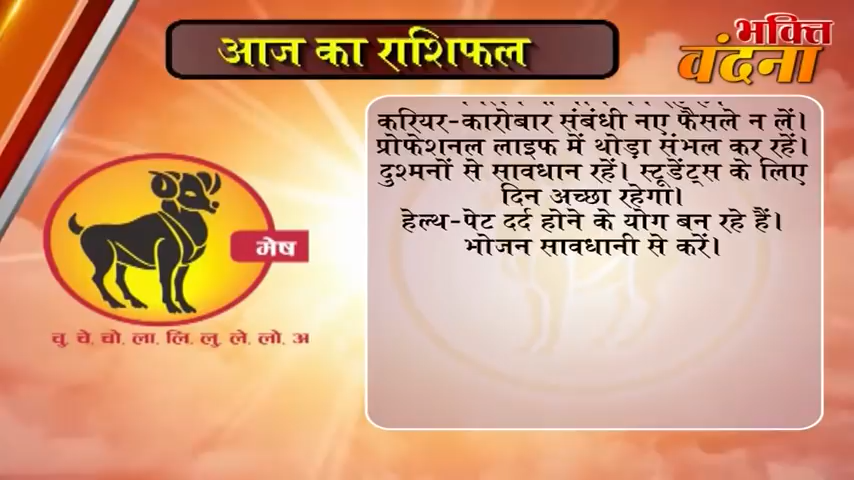 आज का राशिफल
भक्ति
वंदना
करियर-कारोबार संबंधी नए फैसले न लें।
प्रोफेशनल लाइफ में थोड़ा संभल कर रहें।
दुश्मनों से सावधान रहें। स्टूडेंट्स के लिए
दिन अच्छा रहेगा।
हेल्थ-पेट दर्द होने के योग बन रहे हैं।
भोजन सावधानी से करें।
मेष
चु, चे, चो, ला, लि, लु, ले, लो, अ